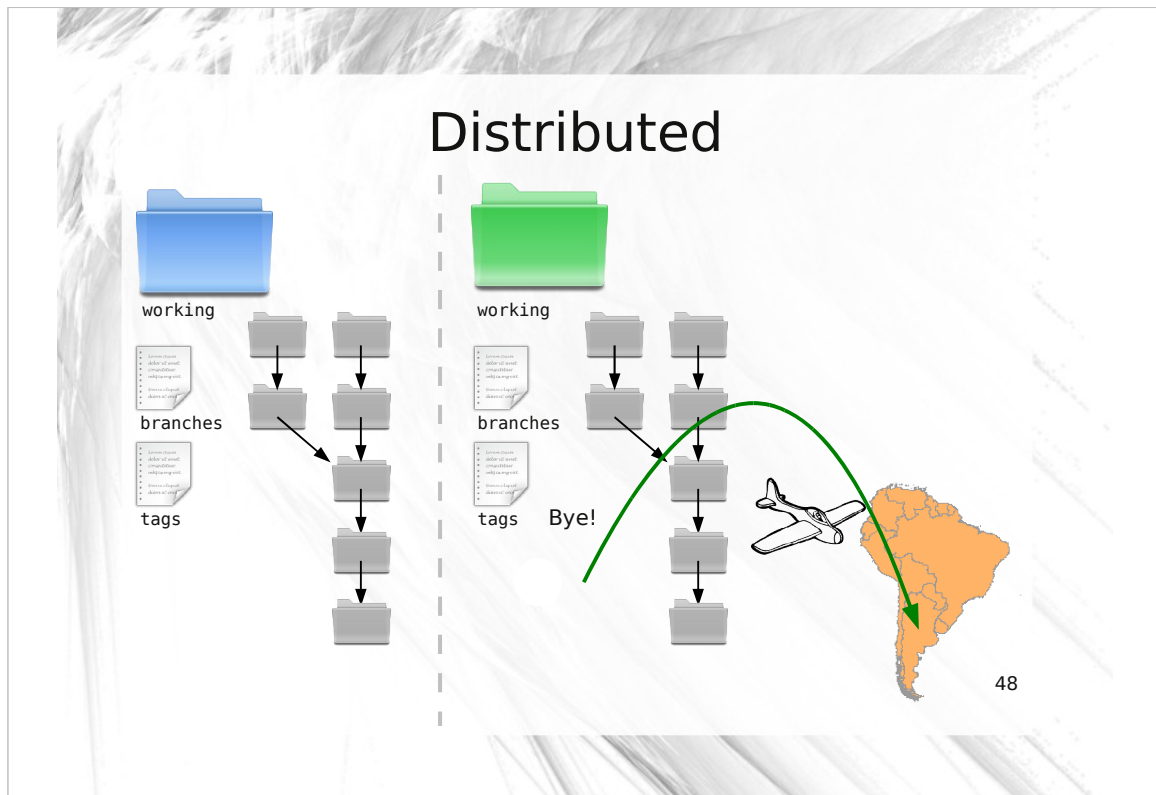 Distributed
working
branches
tags
working
branches
tags
Bye!
48